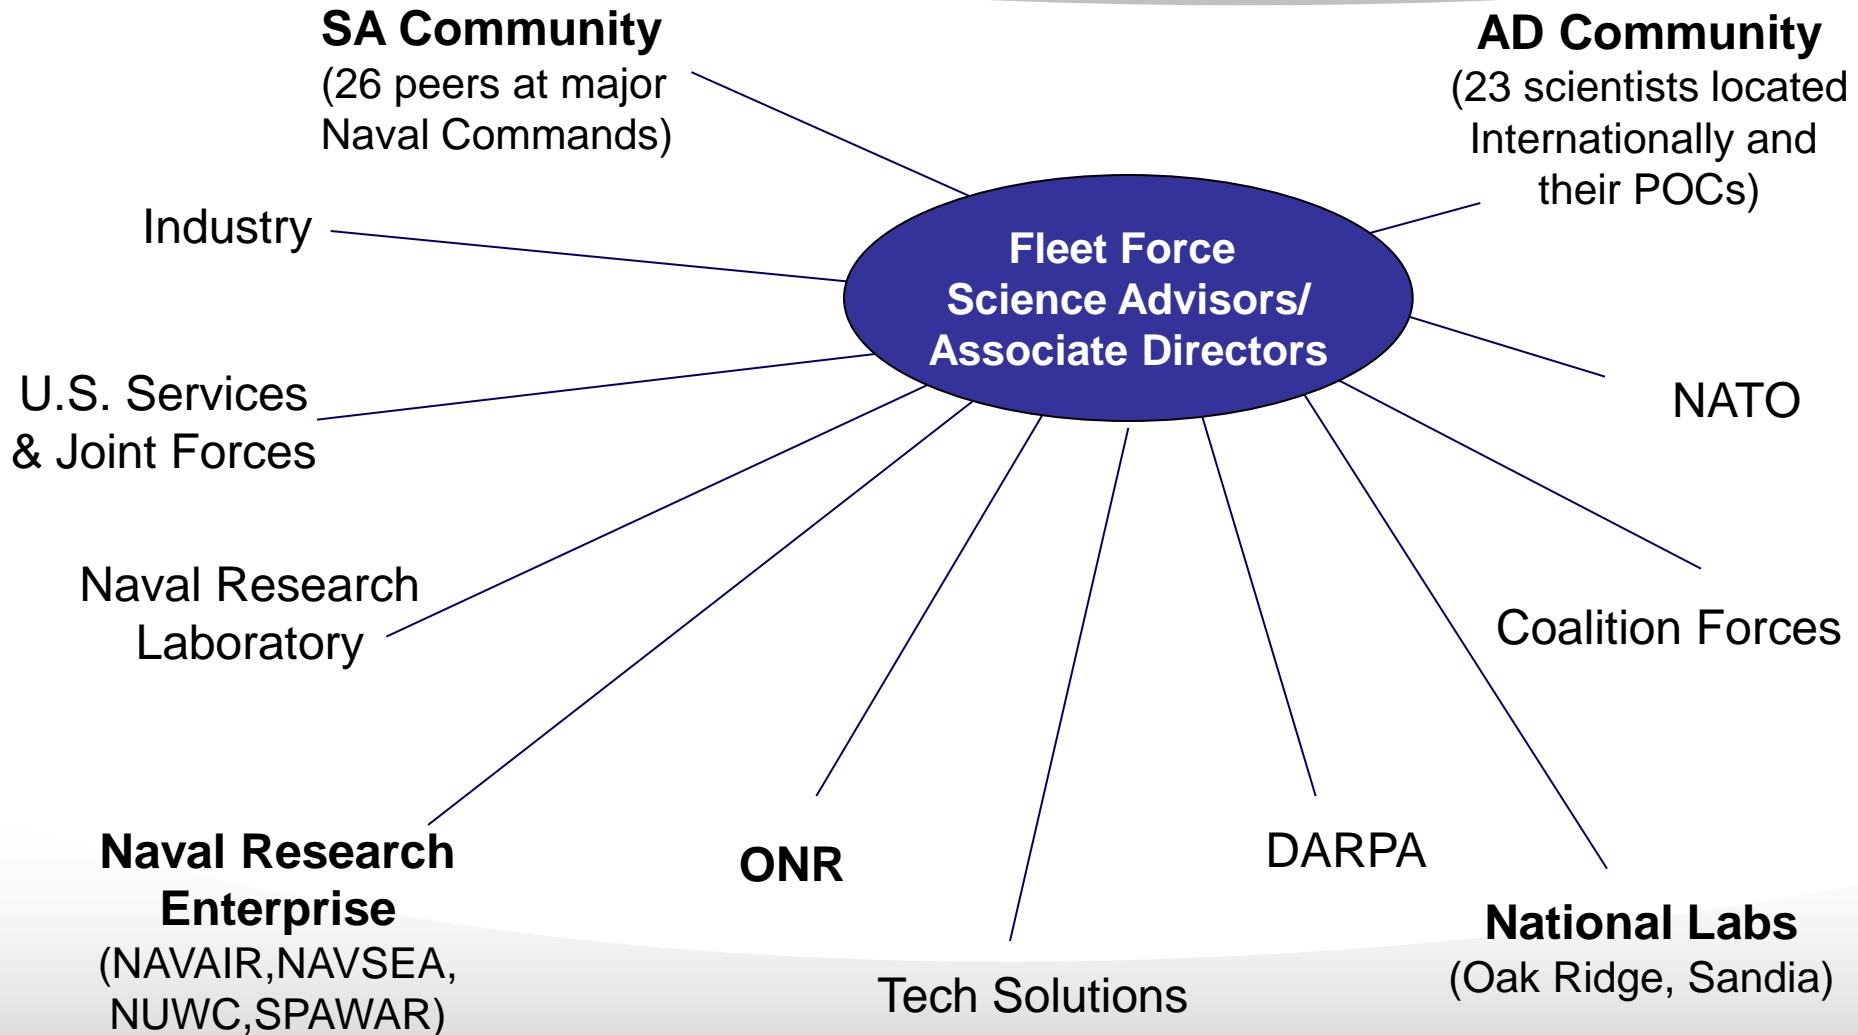 SA Community
(26 peers at major
Naval Commands)
AD Community
(23 scientists located
Internationally and
their POCs)
Industry
Fleet Force
Science Advisors/
Associate Directors
U.S. Services
& Joint Forces
NATO
Naval Research
Laboratory
Coalition Forces
Naval Research
Enterprise
(NAVAIR,NAVSEA,
NUWC,SPAWAR)
ONR
Tech Solutions
DARPA
National Labs
(Oak Ridge, Sandia)